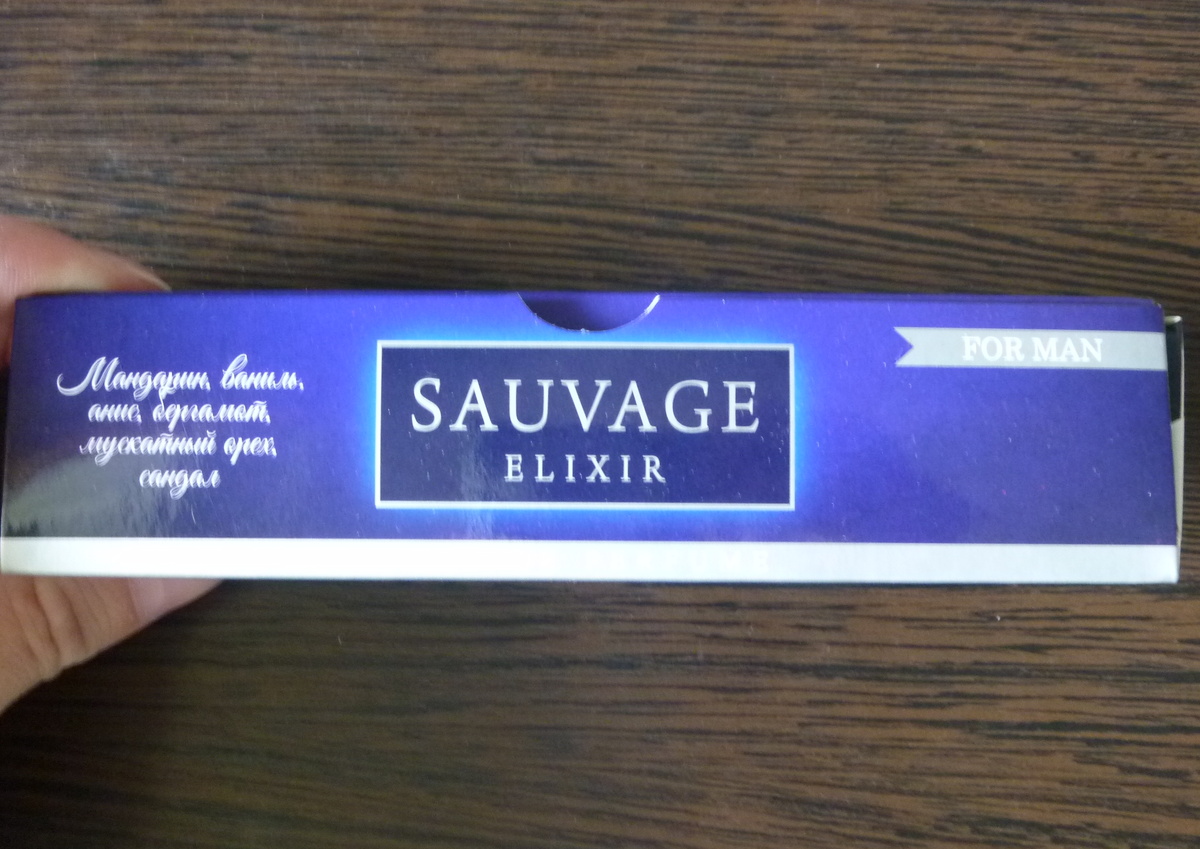 Мандарин, ваниль,
анис, бергамот,
мускатный орех,
сандал
SAUVAGE
ELIXIR
FOR MAN